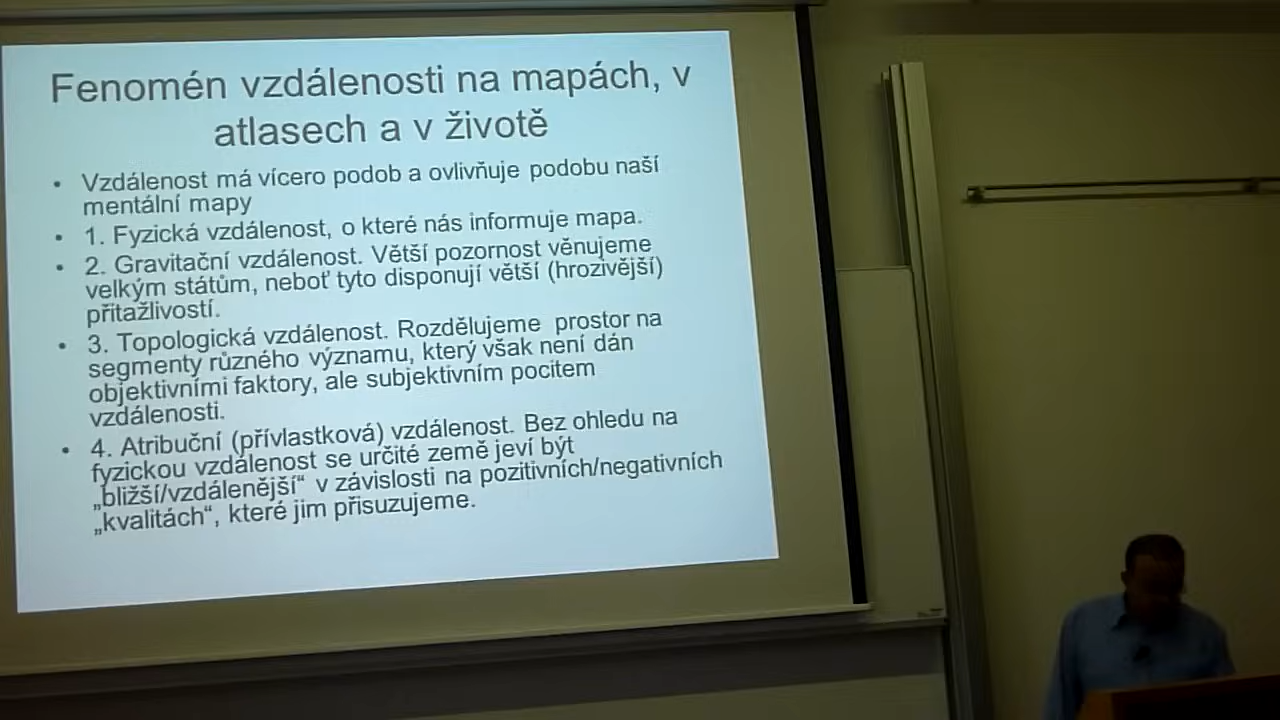 Fenomén vzdálenosti na mapách, v
atlasech a v životě
• Vzdálenost má vícero podob a ovlivňuje podobu naší
mentální mapy
• 1. Fyzická vzdálenost, o které nás informuje mapa.
• 2. Gravitační vzdálenost. Větší pozornost věnujeme
velkým státům, neboť tyto disponují větší (hrozivější)
přitažlivostí.
• 3. Topologická vzdálenost. Rozdělujeme prostor na
segmenty různého významu, který však není dán
objektivními faktory, ale subjektivním pocitem
vzdálenosti.
• 4. Atribuční (přívlastková) vzdálenost. Bez ohledu na
fyzickou vzdálenost se určité země jeví být
„bližší/vzdálenější“ v závislosti na pozitivních/negativních
„kvalitách“, které jim přisuzujeme.